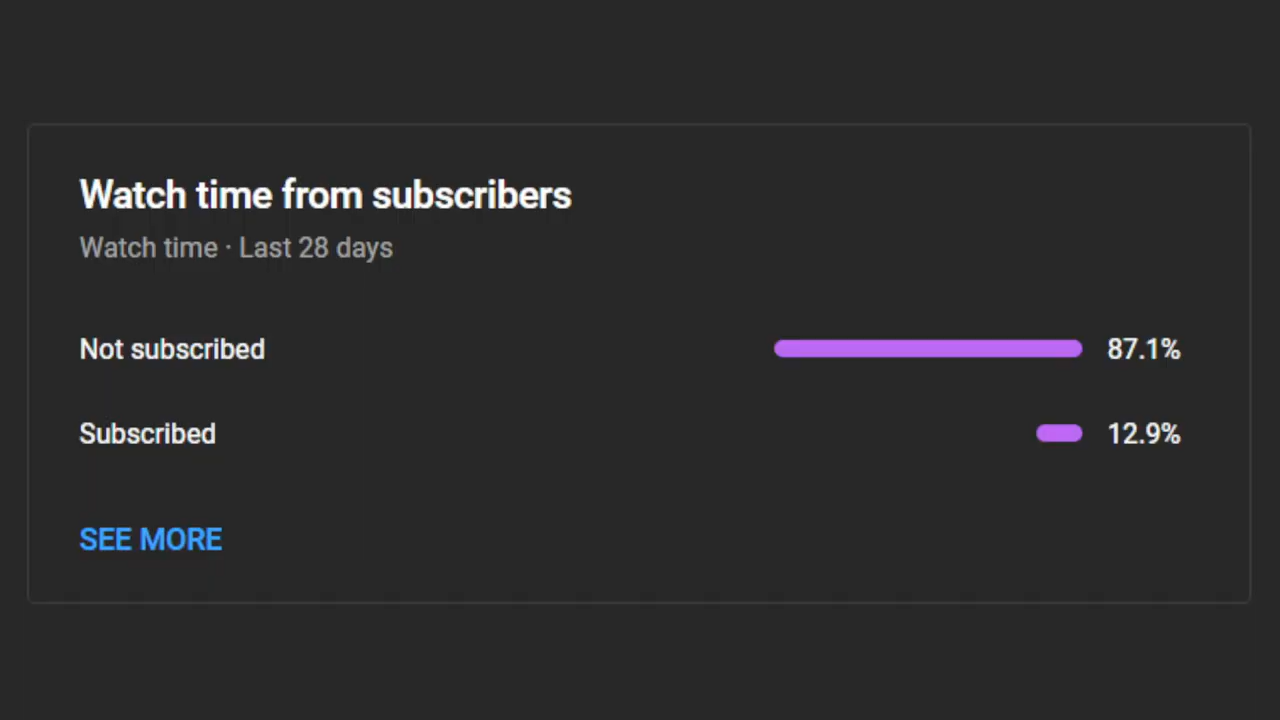 Watch time from subscribers
Watch time · Last 28 days
Not subscribed 87.1%
Subscribed 12.9%
SEE MORE